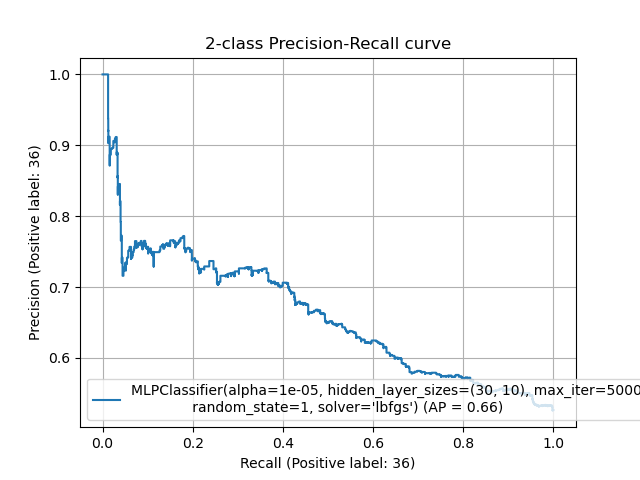 2-class Precision-Recall curve
1.0
0.9
0.8
0.7
0.6
Precision (Positive label: 36)
MLPClassifier(alpha=1e-05, hidden_layer_sizes=(30, 10), max_iter=5000
random_state=1, solver='lbfgs') (AP = 0.66)
0.0 0.2 0.4 0.6 0.8 1.0
Recall (Positive label: 36)